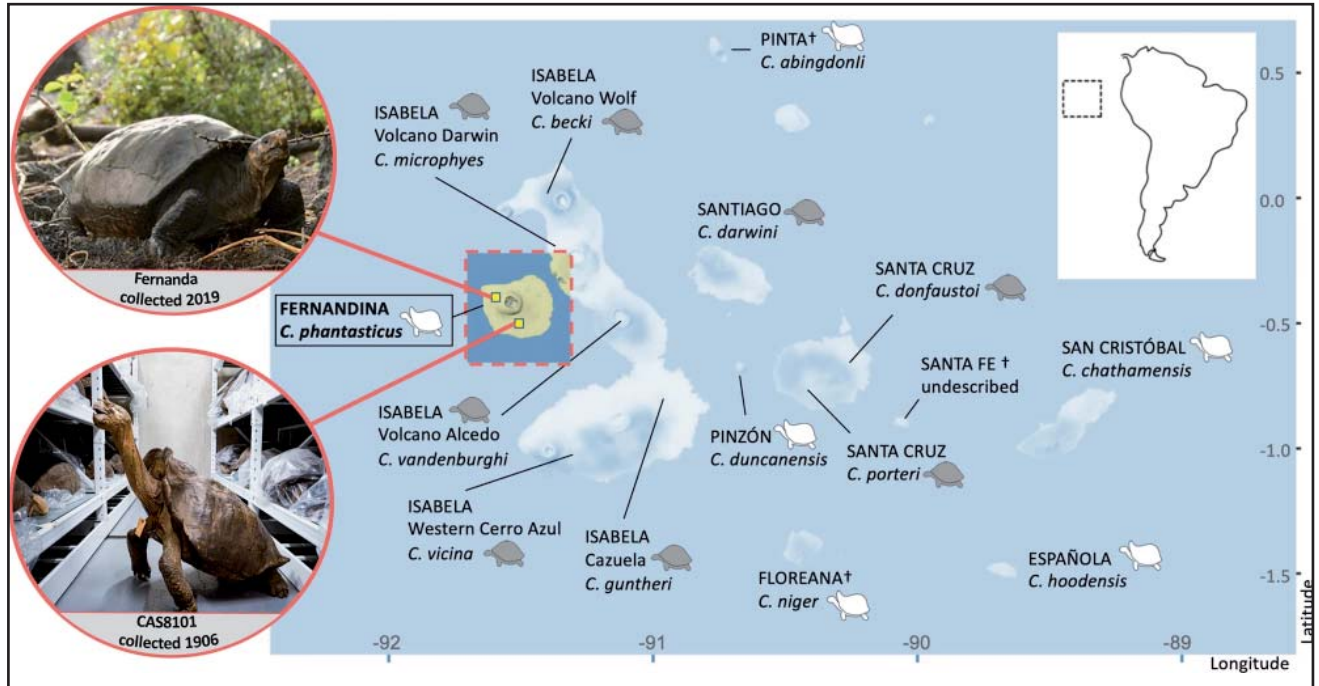 PINTA†
C. abingdonli
ISABELA
Volcano Wolf
C. becki
ISABELA
Volcano Darwin
C. microphyes
SANTIAGO
C. darwini
SANTA CRUZ
C. donfaustoi
Fernanda
collected 2019
FERNANDINA
C. phantasticus
SAN CRISTÓBAL
C. chathamensis
SANTA FE †
undescribed
ISABELA
Volcano Alcedo
C. vandenburghi
PINZÓN
C. duncanensis
SANTA CRUZ
C. porteri
ISABELA
Western Cerro Azul
C. vicina
ISABELA
Cazuela
C. guntheri
FLOREANA†
C. niger
ESPAÑOLA
C. hoodensis
CAS8101
collected 1906
0.5
0.0
-0.5
-1.0
-1.5
Latitude
-92
-91
-90
-89
Longitude